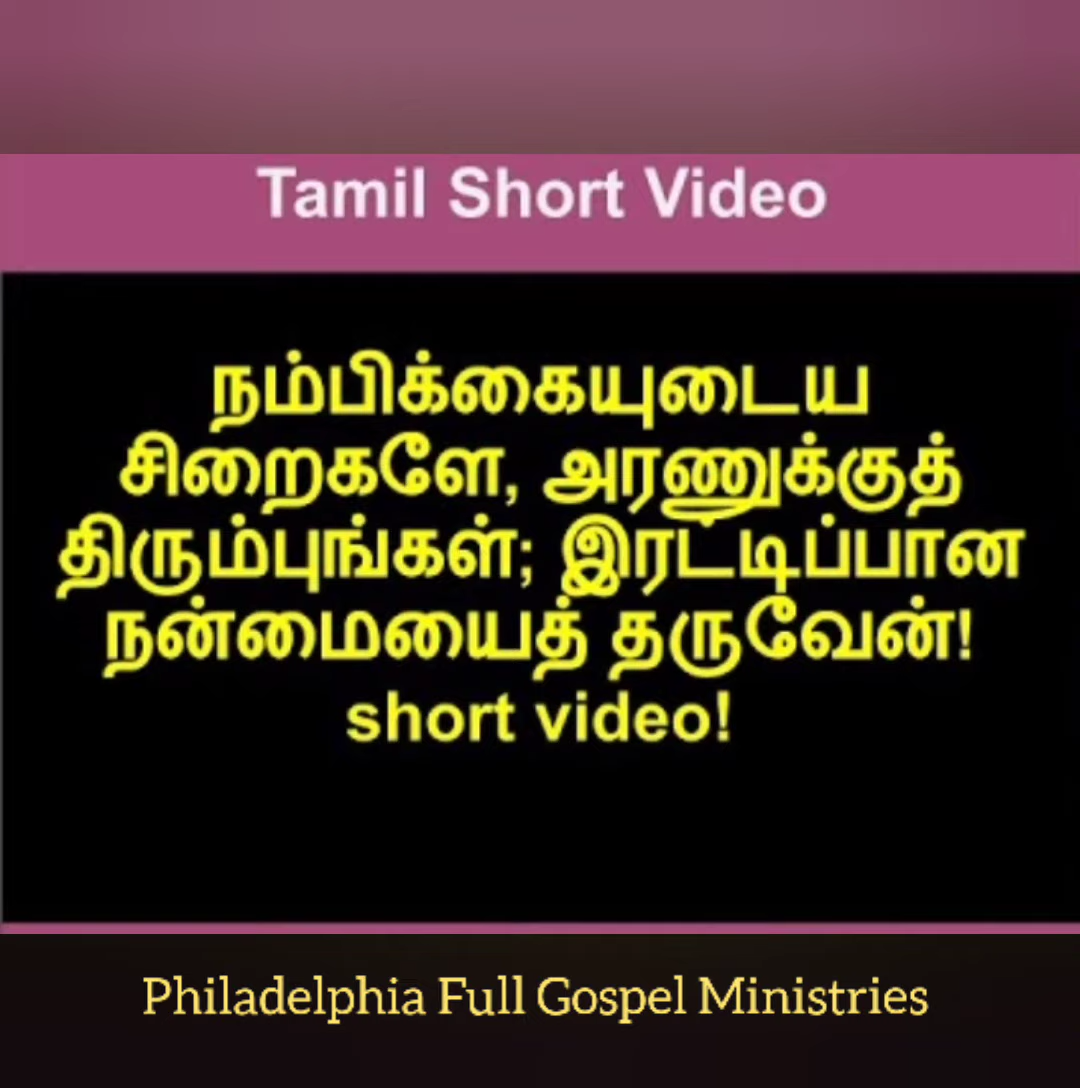 Tamil Short Video
நம்பிக்கையுடைய
சிறைகளே, அரணுக்குத்
திரும்புங்கள்; இரட்டிப்பான
நன்மையைத் தருவேன்!
short video!
Philadelphia Full Gospel Ministries